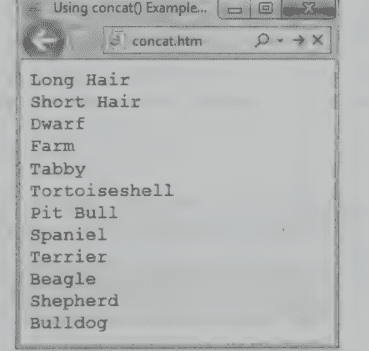 Using concat() Example...
concat.htm
Long Hair
Short Hair
Dwarf
Farm
Tabby
Tortoiseshell
Pit Bull
Spaniel
Terrier
Beagle
Shepherd
Bulldog